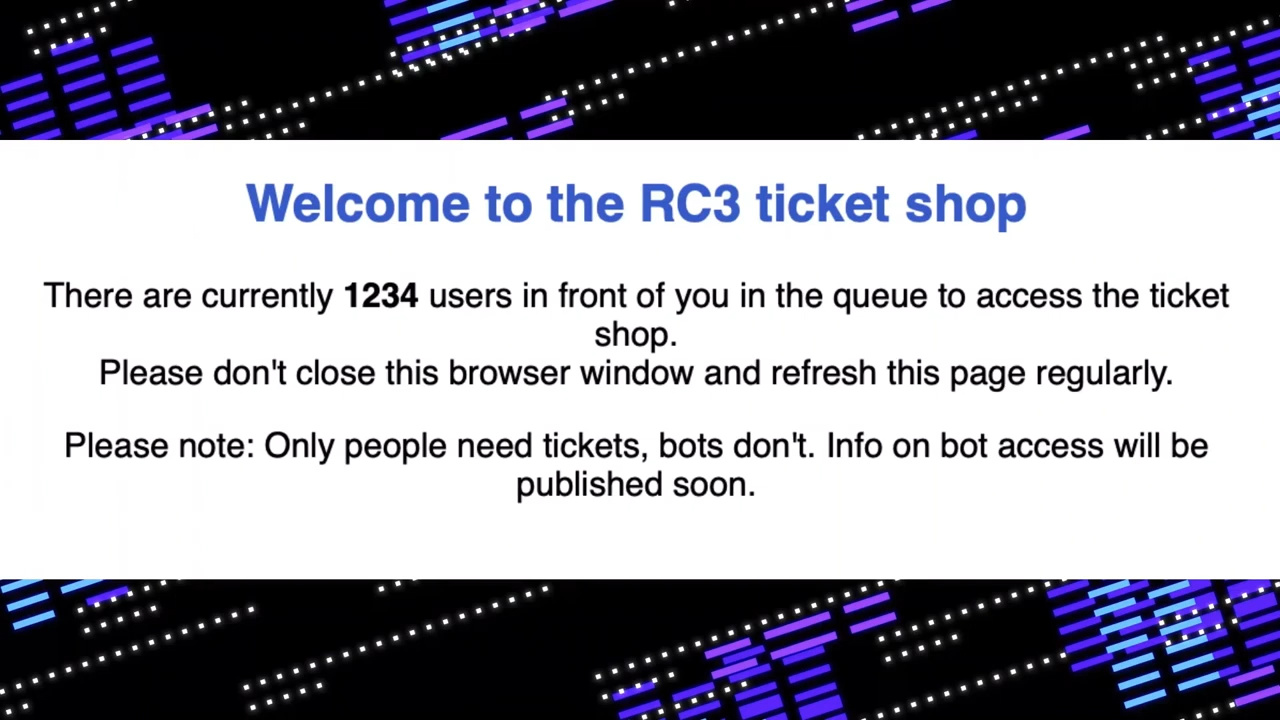 Welcome to the RC3 ticket shop
There are currently 1234 users in front of you in the queue to access the ticket
shop.
Please don't close this browser window and refresh this page regularly.
Please note: Only people need tickets, bots don't. Info on bot access will be
published soon.